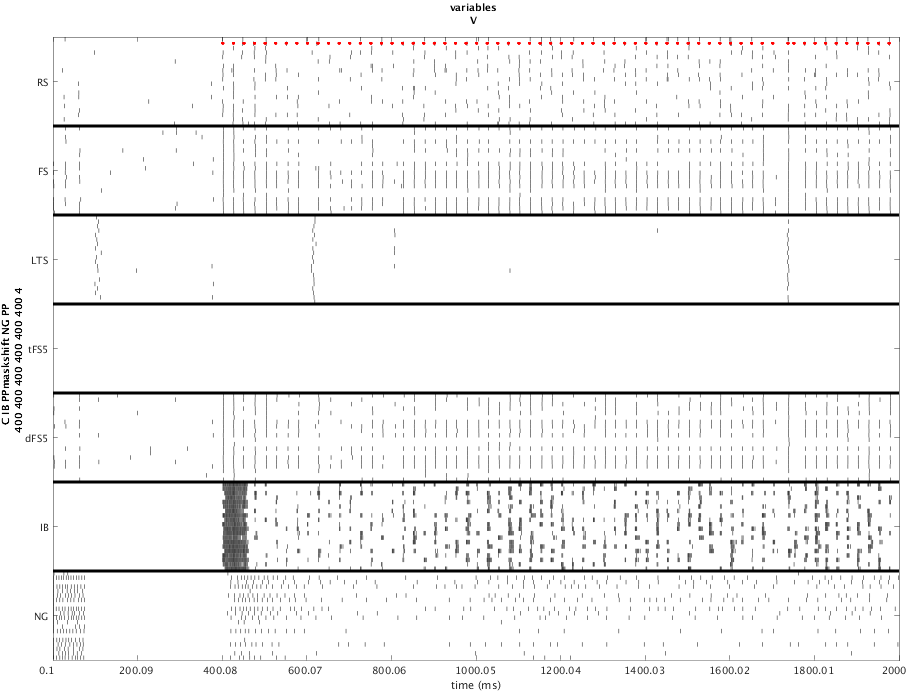 variables
V
RS
FS
LTS
tFS5
dFS5
IB
NG
C IB PPmaskshift NG PP
400 400 400 400 400 400 4
0.1 200.09 400.08 600.07 800.06 1000.05 1200.04 1400.03 1600.02 1800.01 2000
time (ms)